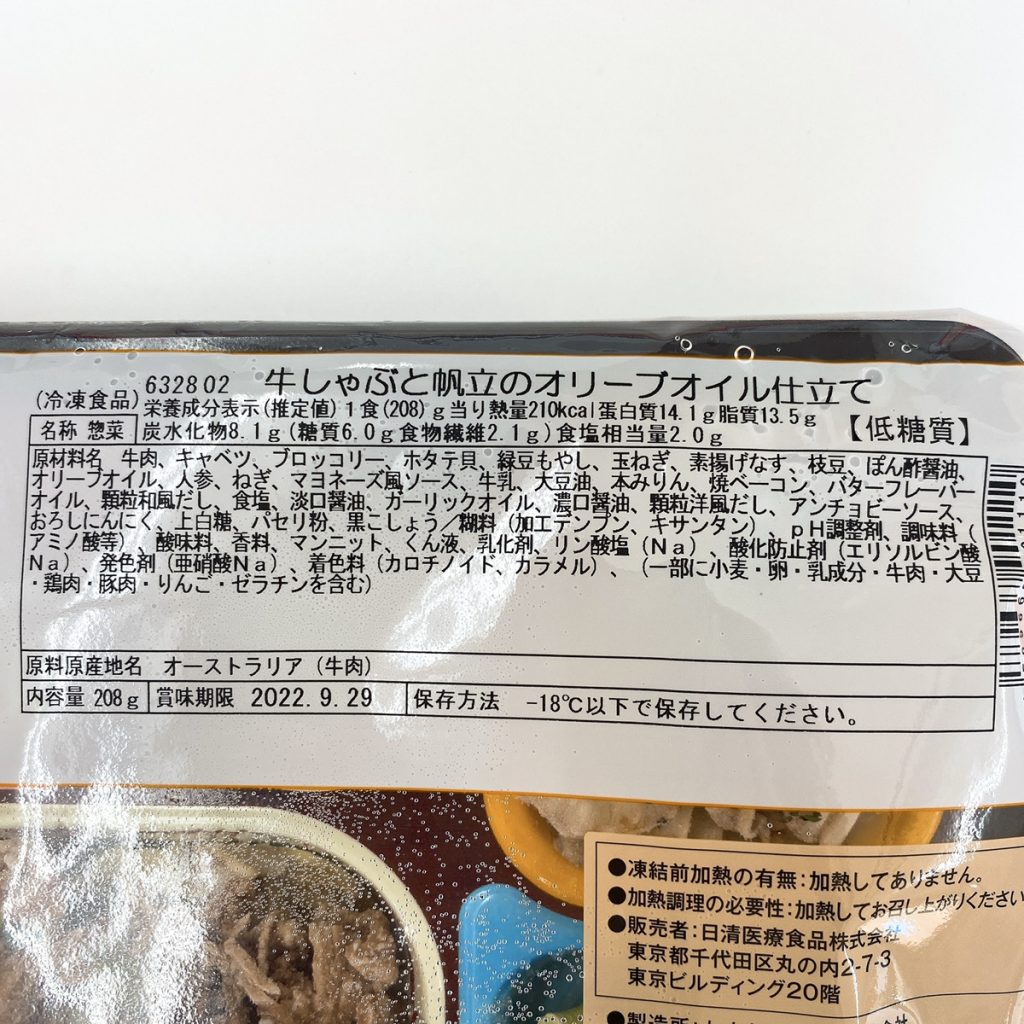 632802 牛しゃぶと帆立のオリーブオイル仕立て
(冷凍食品) 栄養成分表示(推定値)1食(208)g当り熱量210kcal蛋白質14.1g脂質13.5g
名称 惣菜 炭水化物8.1g(糖質6.0g食物繊維2.1g)食塩相当量2.0g 【低糖質】
原材料名 牛肉、キャベツ、ブロッコリー、ホタテ貝、緑豆もやし、玉ねぎ、素揚げなす、枝豆、ぽん酢醤油、
オリーブオイル、人参、ねぎ、マヨネーズ風ソース、牛乳、大豆油、本みりん、焼ベーコン、バターフレーバー
オイル、顆粒和風だし、食塩、淡口醤油、ガーリックオイル、濃口醤油、顆粒洋風だし、アンチョビーソース、
おろしにんにく、上白糖、パセリ粉、黒こしょう/糊料(加工デンプン、キサンタン)、pH調整剤、調味料(
アミノ酸等)、酸味料、香料、マンニット、くん液、乳化剤、リン酸塩(Na)、酸化防止剤(エリソルビン酸
Na)、発色剤(亜硝酸Na)、着色料(カロチノイド、カラメル)、(一部に小麦・卵・乳成分・牛肉・大豆
・鶏肉・豚肉・りんご・ゼラチンを含む)
原料原産地名 オーストラリア(牛肉)
内容量 208g 賞味期限 2022.9.29 保存方法 -18℃以下で保存してください。
●凍結前加熱の有無:加熱してありません。
●加熱調理の必要性:加熱してお召し上がりください
●販売者:日清医療食品株式会社
東京都千代田区丸の内2-7-3
東京ビルディング20階